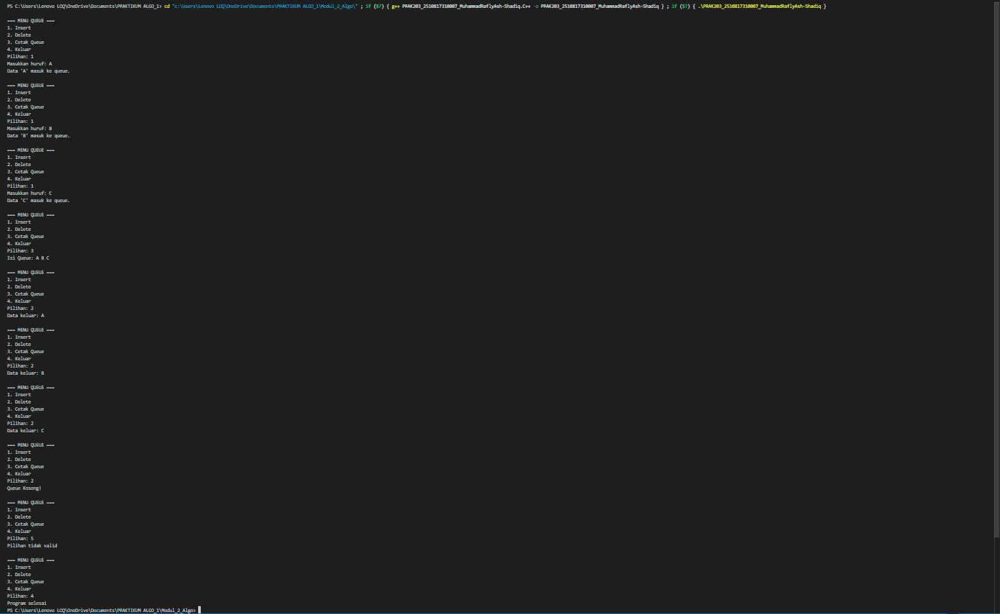 PS C:\Users\Lenovo LOQ\OneDrive\Documents\PRAKTIKUM ALGO_1> cd "c:\Users\Lenovo LOQ\OneDrive\Documents\PRAKTIKUM ALGO_1\Modul_2_Algo\" ; if ($?) { g++ PRAK203_2510817310007_MuhammadRaflyAsh-Shadiq.C++ -o PRAK203_2510817310007_MuhammadRaflyAsh-Shadiq } ; if ($?) { .\PRAK203_2510817310007_MuhammadRaflyAsh-Shadiq }
=== MENU QUEUE ===
1. Insert
2. Delete
3. Cetak Queue
4. Keluar
Pilihan: 1
Masukkan huruf: A
Data 'A' masuk ke queue.
=== MENU QUEUE ===
1. Insert
2. Delete
3. Cetak Queue
4. Keluar
Pilihan: 1
Masukkan huruf: B
Data 'B' masuk ke queue.
=== MENU QUEUE ===
1. Insert
2. Delete
3. Cetak Queue
4. Keluar
Pilihan: 1
Masukkan huruf: C
Data 'C' masuk ke queue.
=== MENU QUEUE ===
1. Insert
2. Delete
3. Cetak Queue
4. Keluar
Pilihan: 3
Isi Queue: A B C
=== MENU QUEUE ===
1. Insert
2. Delete
3. Cetak Queue
4. Keluar
Pilihan: 2
Data keluar: A
=== MENU QUEUE ===
1. Insert
2. Delete
3. Cetak Queue
4. Keluar
Pilihan: 2
Data keluar: B
=== MENU QUEUE ===
1. Insert
2. Delete
3. Cetak Queue
4. Keluar
Pilihan: 2
Data keluar: C
=== MENU QUEUE ===
1. Insert
2. Delete
3. Cetak Queue
4. Keluar
Pilihan: 2
Queue Kosong!
=== MENU QUEUE ===
1. Insert
2. Delete
3. Cetak Queue
4. Keluar
Pilihan: 5
Pilihan tidak valid
=== MENU QUEUE ===
1. Insert
2. Delete
3. Cetak Queue
4. Keluar
Pilihan: 4
Program selesai
PS C:\Users\Lenovo LOQ\OneDrive\Documents\PRAKTIKUM ALGO_1\Modul_2_Algo>